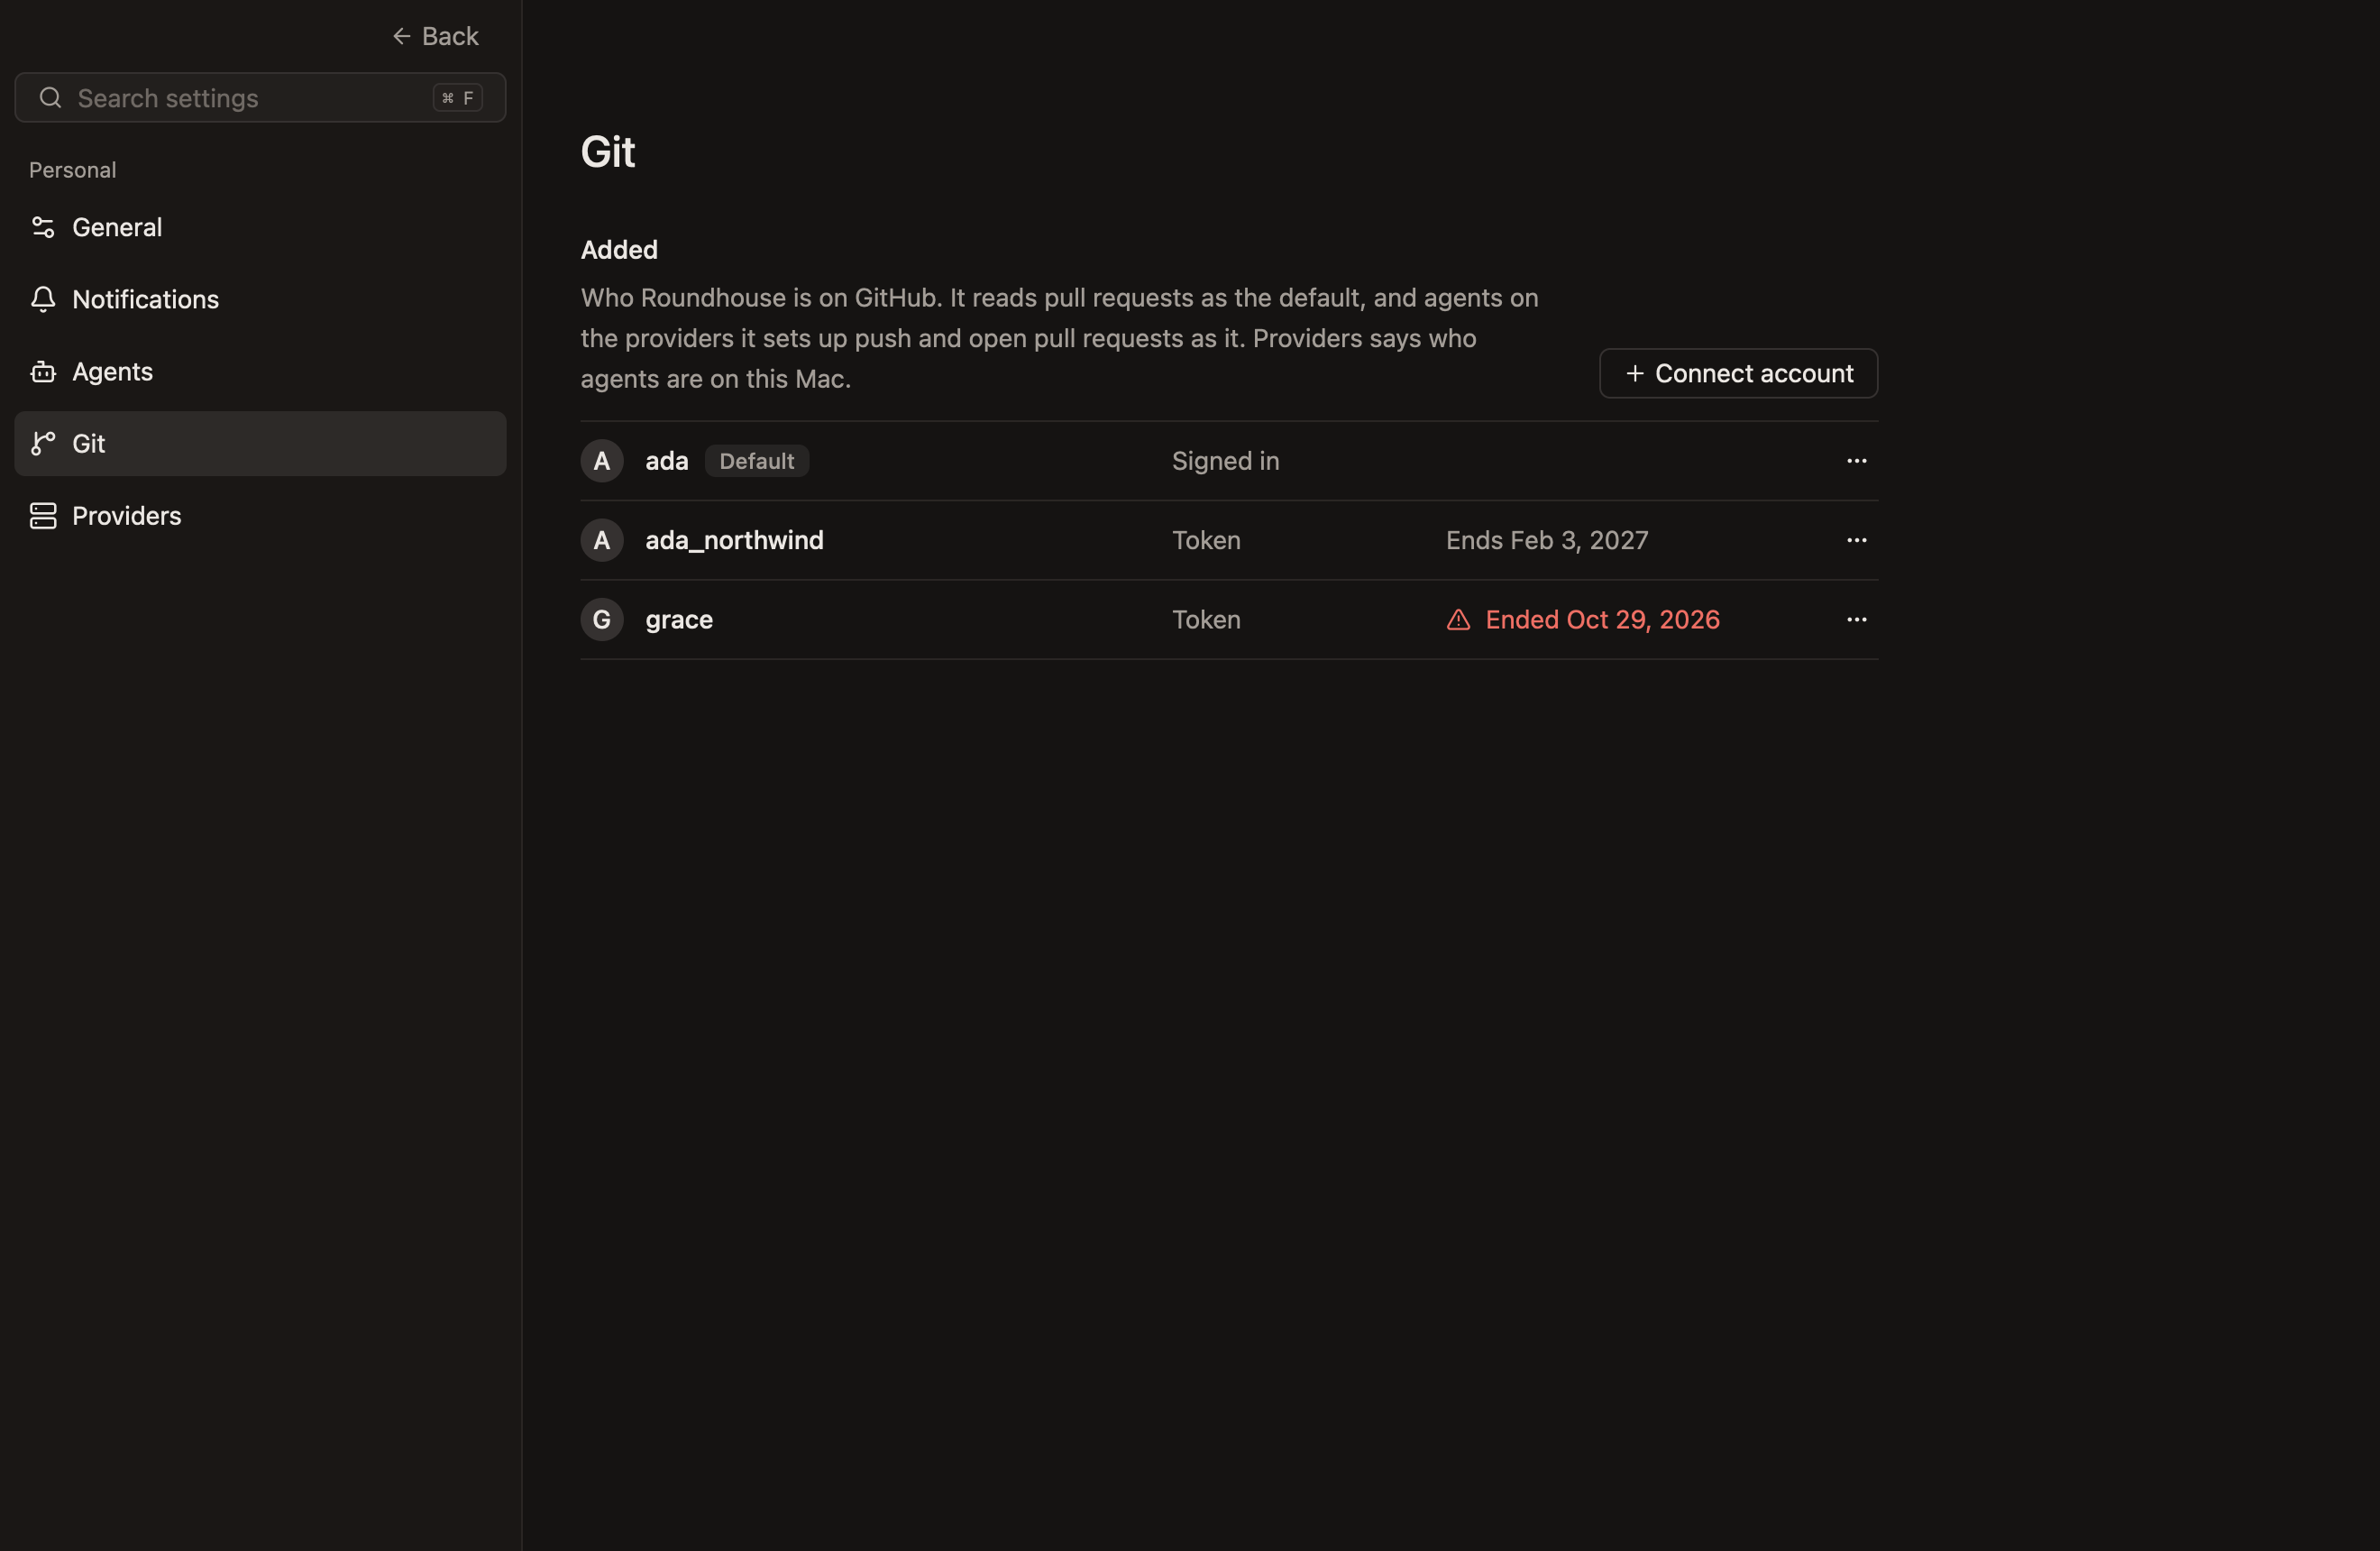 Back
Search settings
⌘ F
Personal
General
Notifications
Agents
Git
Providers
Git
Added
Who Roundhouse is on GitHub. It reads pull requests as the default, and agents on
the providers it sets up push and open pull requests as it. Providers says who
agents are on this Mac.
Connect account
A ada Default Signed in
A ada_northwind Token Ends Feb 3, 2027
G grace Token Ended Oct 29, 2026